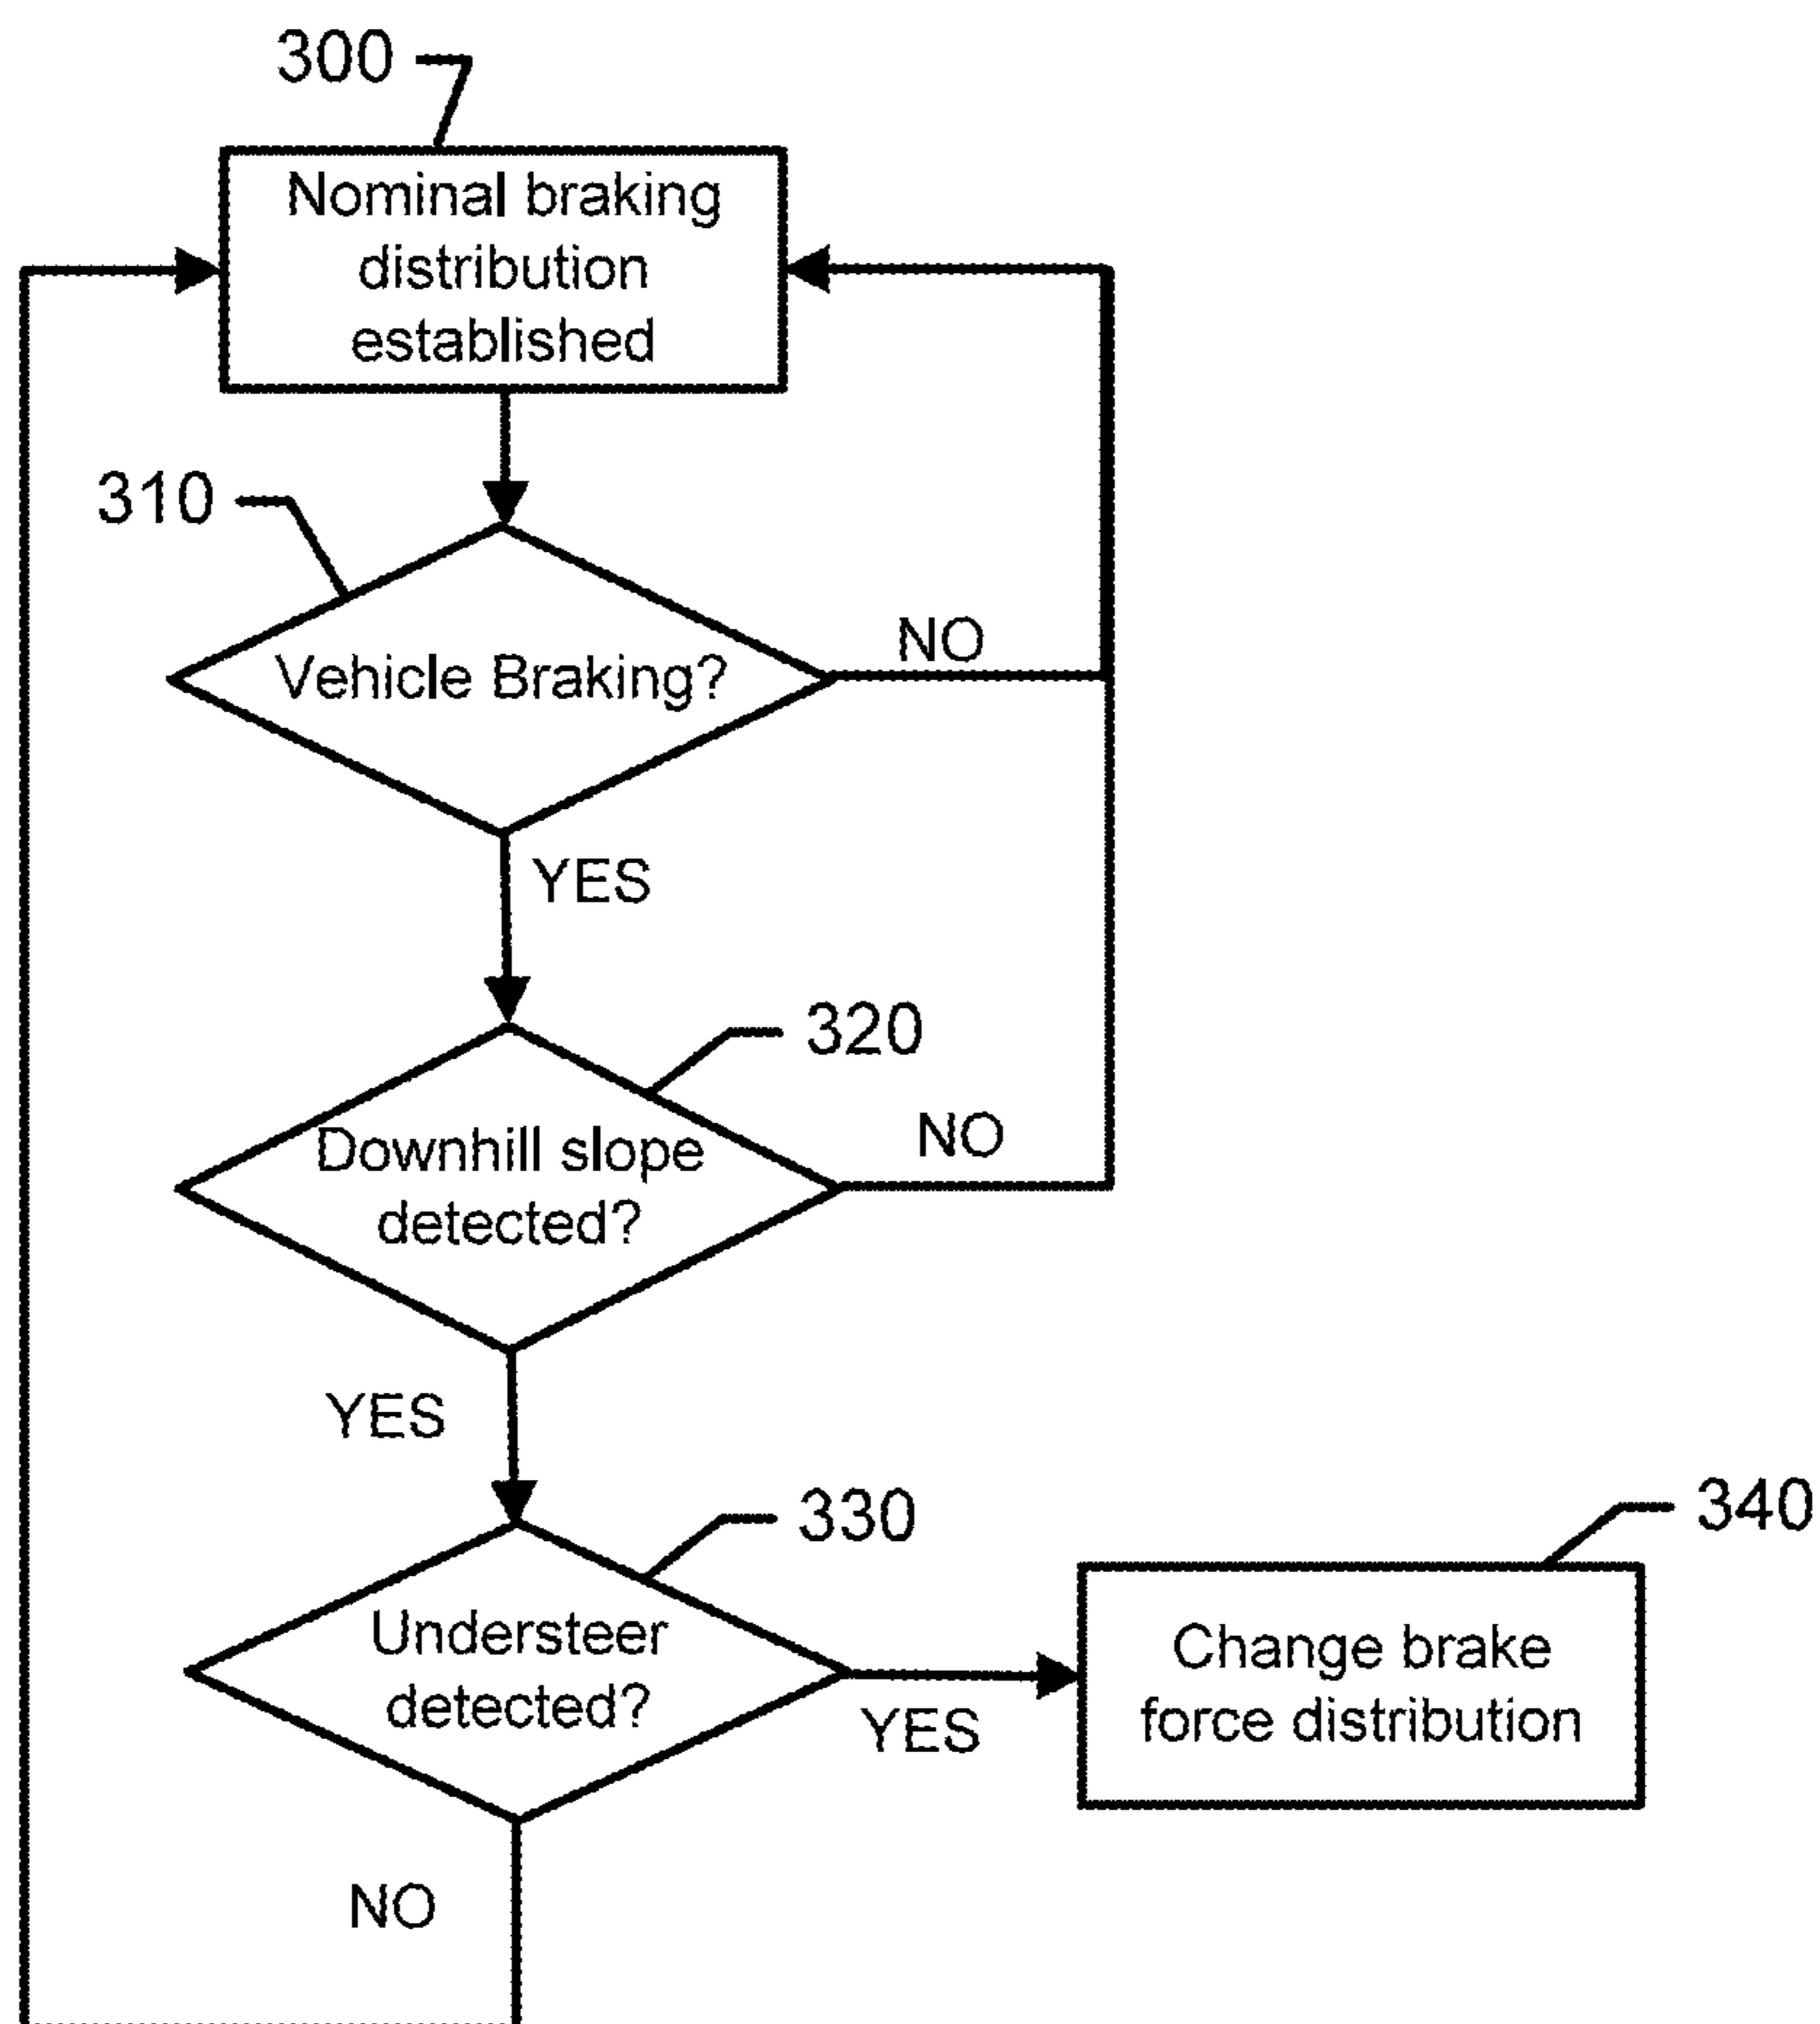 300
Nominal braking
distribution
established
310
Vehicle Braking?
NO
YES
320
Downhill slope
detected?
NO
YES
330
Understeer
detected?
YES
340
Change brake
force distribution
NO